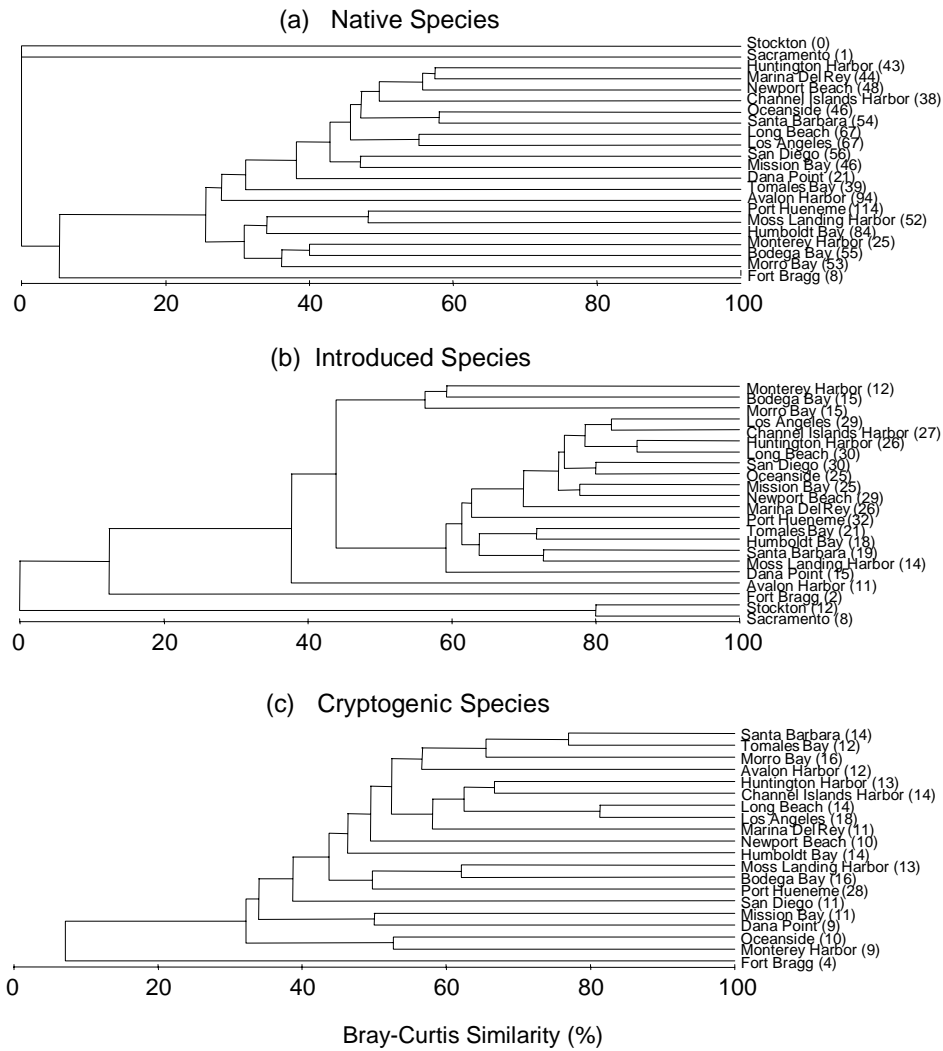 (a) Native Species
Stockton (0)
Sacramento (1)
Huntington Harbor (43)
Marina Del Rey (44)
Newport Beach (48)
Channel Islands Harbor (38)
Oceanside (46)
Santa Barbara (54)
Long Beach (67)
Los Angeles (67)
San Diego (56)
Mission Bay (46)
Dana Point (21)
Tomales Bay (39)
Avalon Harbor (94)
Port Hueneme (114)
Moss Landing Harbor (52)
Humboldt Bay (84)
Monterey Harbor (25)
Bodega Bay (55)
Morro Bay (53)
Fort Bragg (8)
0 20 40 60 80 100
(b) Introduced Species
Monterey Harbor (12)
Bodega Bay (15)
Morro Bay (15)
Los Angeles (29)
Channel Islands Harbor (27)
Huntington Harbor (26)
Long Beach (30)
San Diego (30)
Oceanside (25)
Mission Bay (25)
Newport Beach (29)
Marina Del Rey (26)
Port Hueneme (32)
Tomales Bay (21)
Humboldt Bay (18)
Santa Barbara (19)
Moss Landing Harbor (14)
Dana Point (15)
Avalon Harbor (11)
Fort Bragg (2)
Stockton (12)
Sacramento (8)
0 20 40 60 80 100
(c) Cryptogenic Species
Santa Barbara (14)
Tomales Bay (12)
Morro Bay (16)
Avalon Harbor (12)
Huntington Harbor (13)
Channel Islands Harbor (14)
Long Beach (14)
Los Angeles (18)
Marina Del Rey (11)
Newport Beach (10)
Humboldt Bay (14)
Moss Landing Harbor (13)
Bodega Bay (16)
Port Hueneme (28)
San Diego (11)
Mission Bay (11)
Dana Point (9)
Oceanside (10)
Monterey Harbor (9)
Fort Bragg (4)
0 20 40 60 80 100
Bray-Curtis Similarity (%)